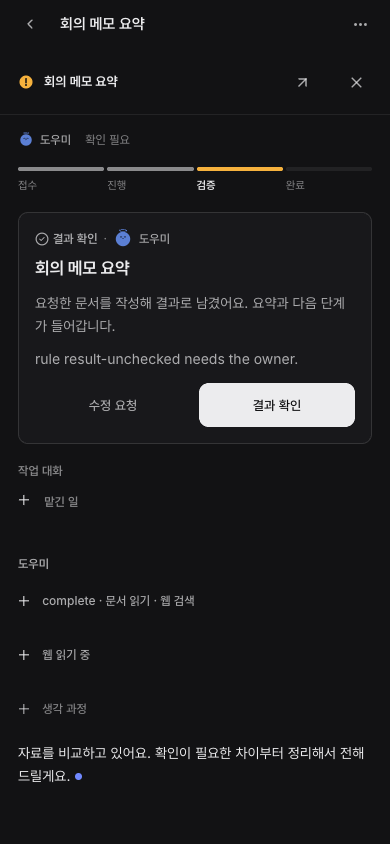 회의 메모 요약
회의 메모 요약
도우미 확인 필요
접수 진행 검증 완료
결과 확인 · 도우미
회의 메모 요약
요청한 문서를 작성해 결과로 남겼어요. 요약과 다음 단계
가 들어갑니다.
rule result-unchecked needs the owner.
수정 요청 결과 확인
작업 대화
맡긴 일
도우미
complete · 문서 읽기 · 웹 검색
웹 읽기 중
생각 과정
자료를 비교하고 있어요. 확인이 필요한 차이부터 정리해서 전해
드릴게요.